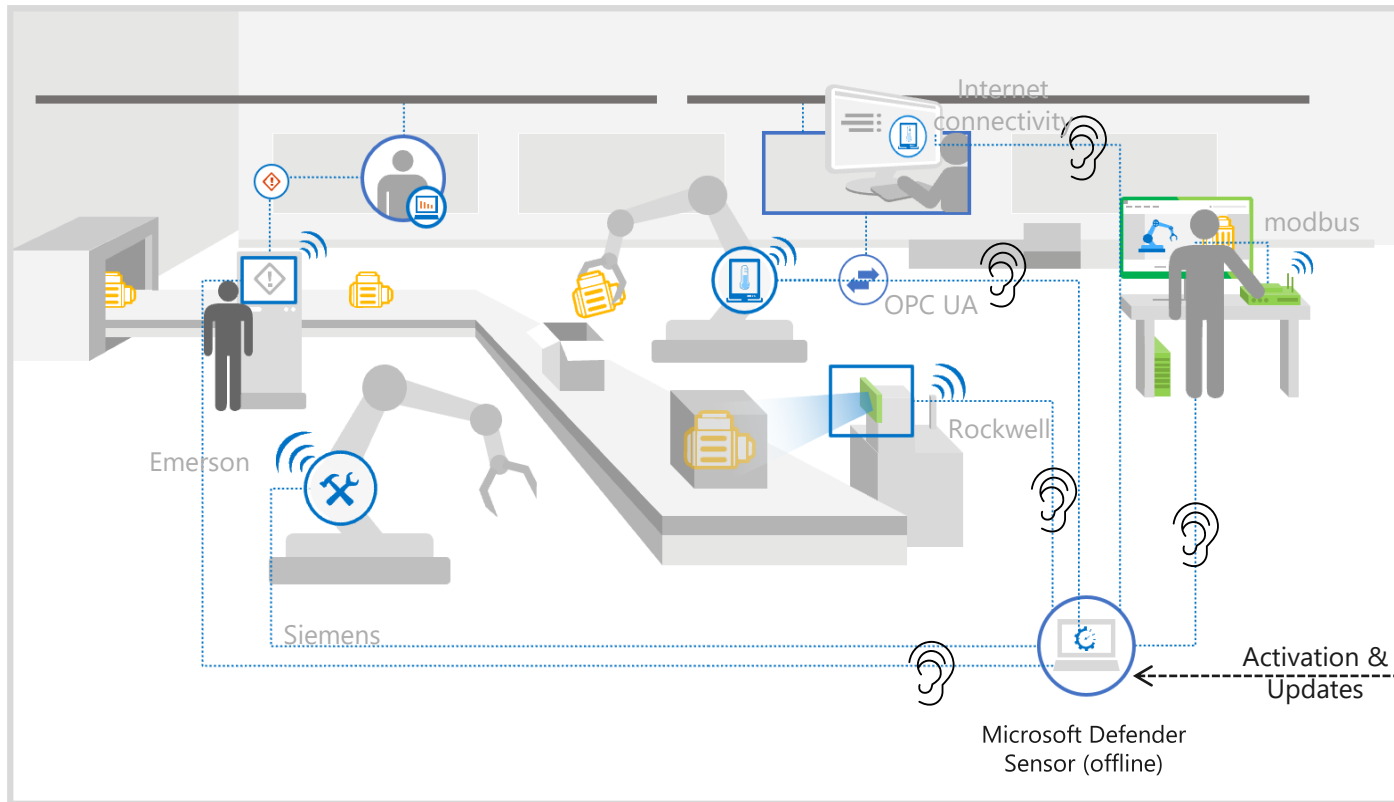 Internet
connectivity
modbus
OPC UA
Rockwell
Emerson
Siemens
Activation &
Updates
Microsoft Defender
Sensor (offline)